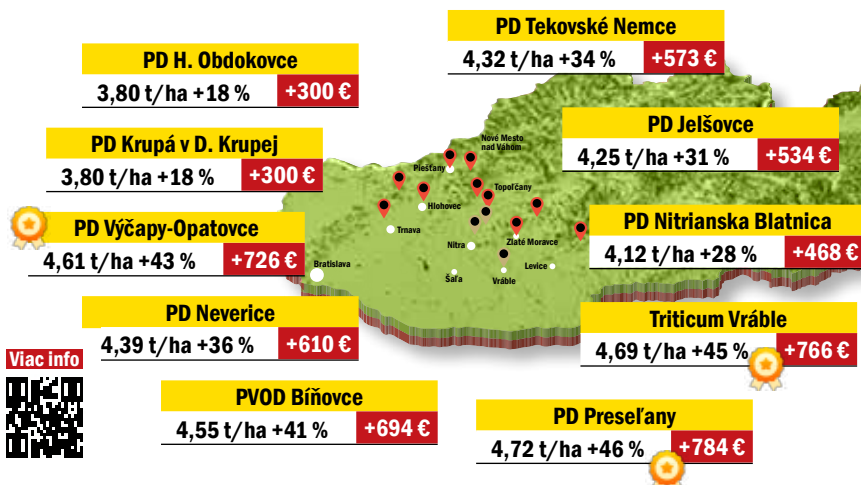 PD Tekovské Nemce
4,32 t/ha +34 % +573 €
PD H. Obdokovce
3,80 t/ha +18 % +300 €
PD Jelšovce
4,25 t/ha +31 % +534 €
PD Krupá v D. Krupej
3,80 t/ha +18 % +300 €
PD Výčapy-Opatovce
4,61 t/ha +43 % +726 €
PD Nitrianska Blatnica
4,12 t/ha +28 % +468 €
PD Neverice
4,39 t/ha +36 % +610 €
Triticum Vráble
4,69 t/ha +45 % +766 €
PVOD Bíňovce
4,55 t/ha +41 % +694 €
PD Preseľany
4,72 t/ha +46 % +784 €
Viac info
Nové Mesto
nad Váhom
Piešťany
Topoľčany
Hlohovec
Trnava
Nitra
Zlaté Moravce
Bratislava
Šaľa
Vráble
Levice